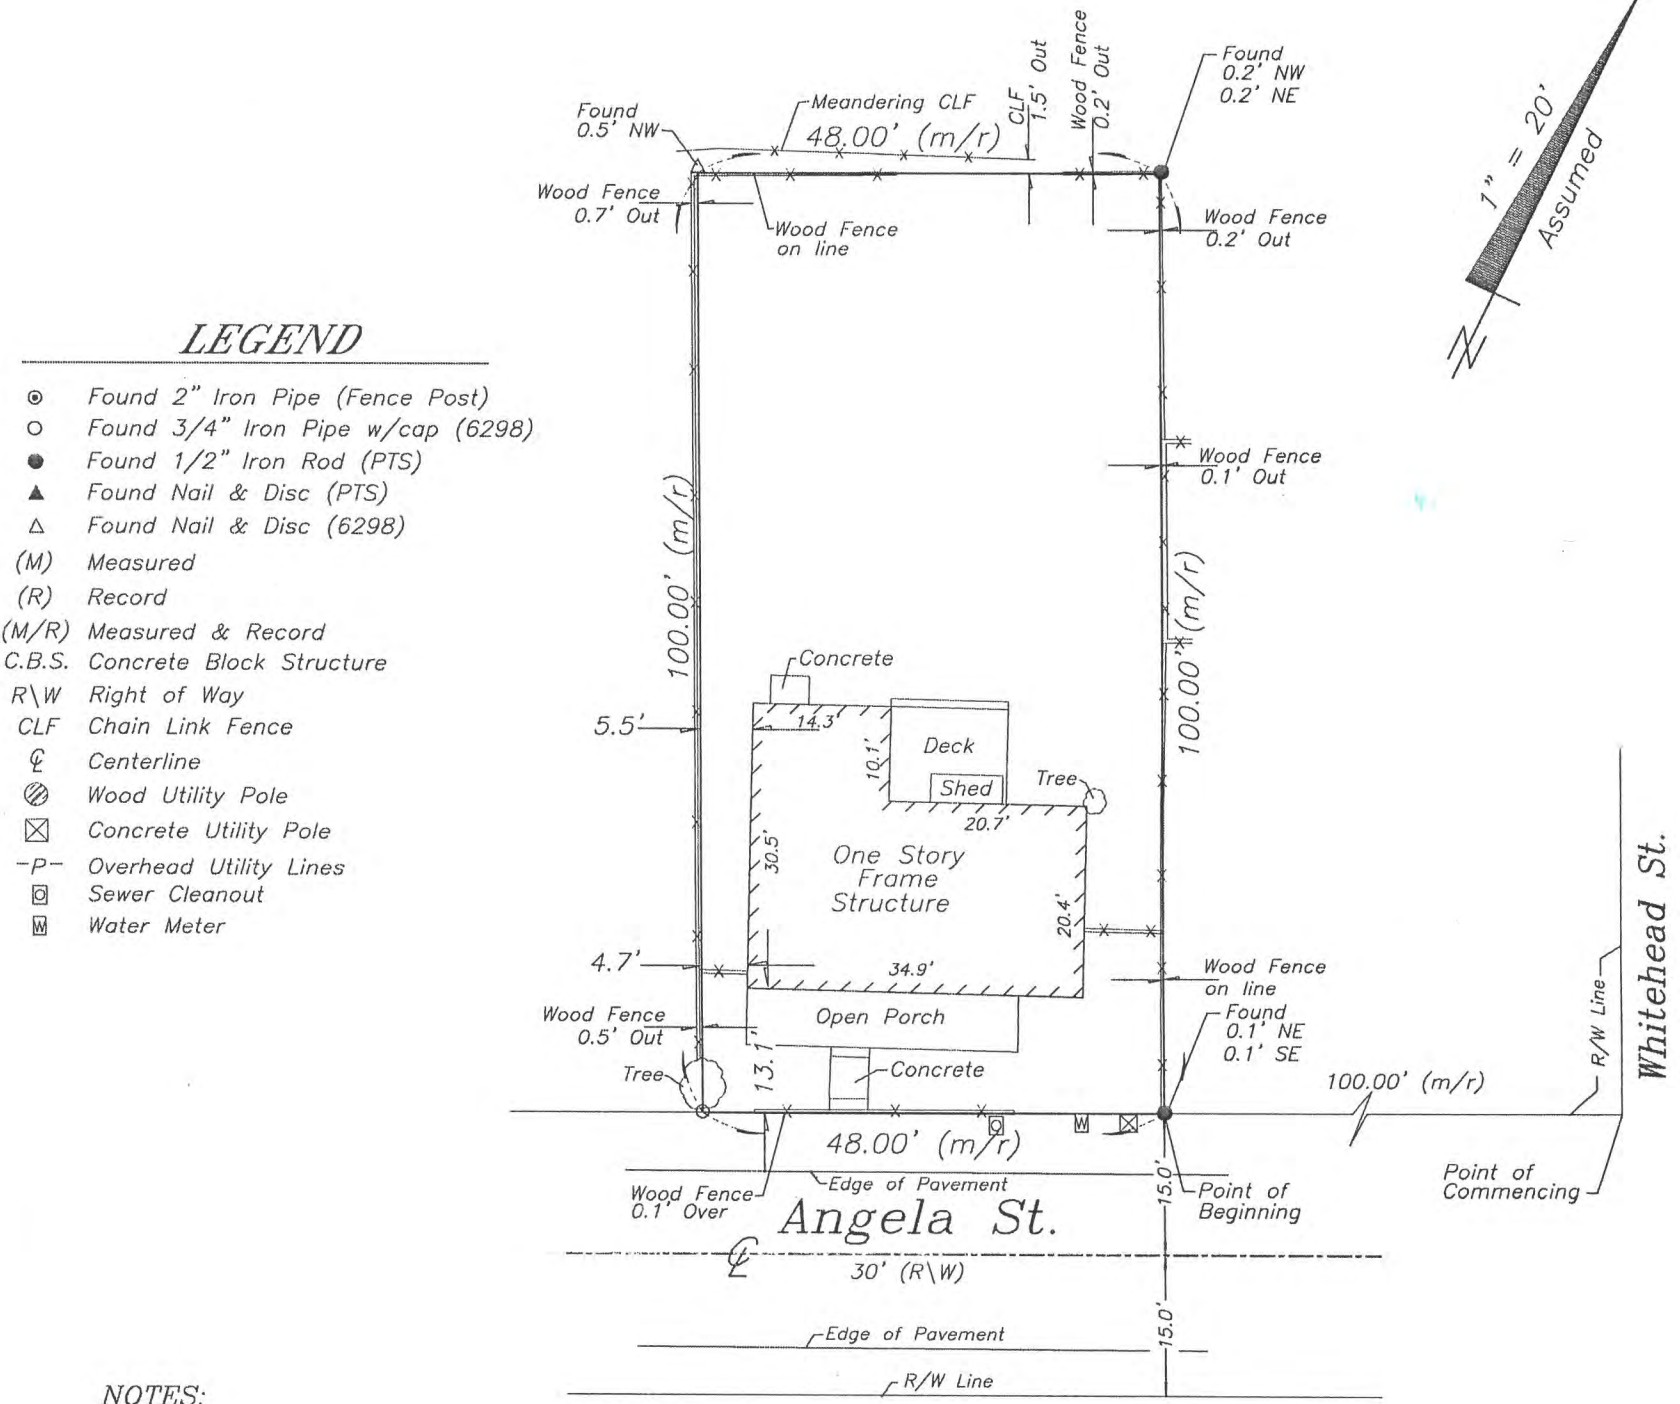 Found
0.5' NW
Meandering CLF
48.00' (m/r)
CLF
1.5' Out
Wood Fence
0.2' Out
Found
0.2' NW
0.2' NE
1" = 20'
Assumed
N
Wood Fence
0.7' Out
Wood Fence
on line
Wood Fence
0.2' Out
LEGEND
Found 2" Iron Pipe (Fence Post)
Found 3/4" Iron Pipe w/cap (6298)
Found 1/2" Iron Rod (PTS)
Found Nail & Disc (PTS)
Found Nail & Disc (6298)
(M) Measured
(R) Record
(M/R) Measured & Record
C.B.S. Concrete Block Structure
R\W Right of Way
CLF Chain Link Fence
℄ Centerline
Wood Utility Pole
Concrete Utility Pole
-P- Overhead Utility Lines
Sewer Cleanout
W Water Meter
Wood Fence
0.1' Out
100.00' (m/r)
100.00' (m/r)
Concrete
5.5'
14.3'
10.1'
Deck
Shed
Tree
20.7'
30.5'
One Story
Frame
Structure
20.4'
4.7'
34.9'
Wood Fence
on line
Wood Fence
0.5' Out
Open Porch
Found
0.1' NE
0.1' SE
Tree
13.1'
Concrete
100.00' (m/r)
R/W Line
Whitehead St.
W
48.00' (m/r)
Edge of Pavement
Wood Fence
0.1' Over
Angela St.
15.0'
Point of
Beginning
Point of
Commencing
℄
30' (R\W)
15.0'
Edge of Pavement
R/W Line
NOTES: